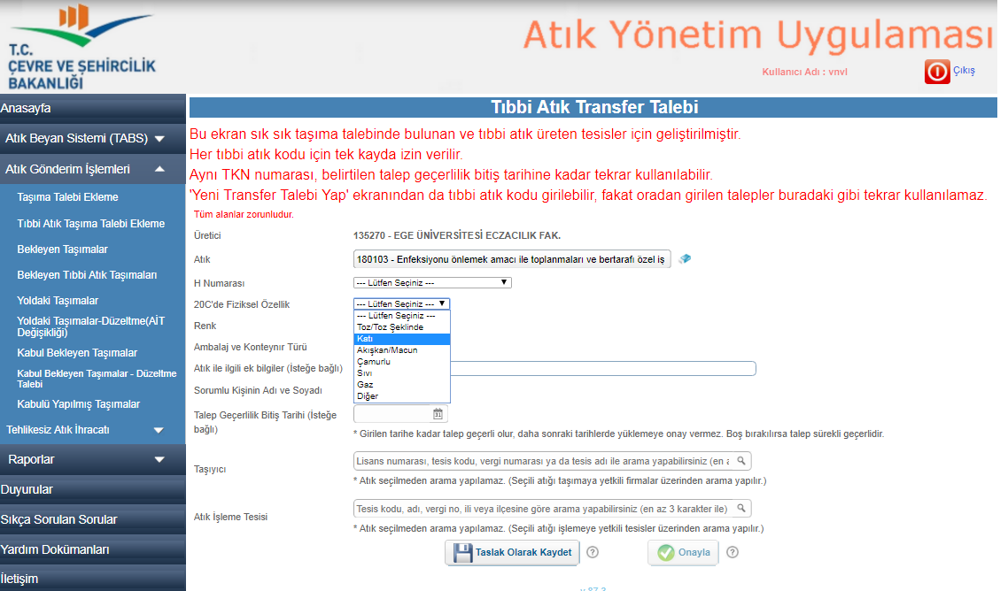 T.C.
ÇEVRE VE ŞEHİRCİLİK
BAKANLIĞI
Atık Yönetim Uygulaması
Kullanıcı Adı : vnvl
Çıkış
Anasayfa
Atık Beyan Sistemi (TABS)
Atık Gönderim İşlemleri
Taşıma Talebi Ekleme
Tıbbi Atık Taşıma Talebi Ekleme
Bekleyen Taşımalar
Bekleyen Tıbbi Atık Taşımaları
Yoldaki Taşımalar
Yoldaki Taşımalar-Düzeltme(AİT
Değişikliği)
Kabul Bekleyen Taşımalar
Kabul Bekleyen Taşımalar - Düzeltme
Talebi
Kabulü Yapılmış Taşımalar
Tehlikesiz Atık İhracatı
Raporlar
Duyurular
Sıkça Sorulan Sorular
Yardım Dokümanları
İletişim
Tıbbi Atık Transfer Talebi
Bu ekran sık sık taşıma talebinde bulunan ve tıbbi atık üreten tesisler için geliştirilmiştir.
Her tıbbi atık kodu için tek kayda izin verilir.
Aynı TKN numarası, belirtilen talep geçerlilik bitiş tarihine kadar tekrar kullanılabilir.
'Yeni Transfer Talebi Yap' ekranından da tıbbi atık kodu girilebilir, fakat oradan girilen talepler buradaki gibi tekrar kullanılamaz.
Tüm alanlar zorunludur.
Üretici 135270 - EGE ÜNİVERSİTESİ ECZACILIK FAK.
Atık 180103 - Enfeksiyonu önlemek amacı ile toplanmaları ve bertarafı özel iş
H Numarası --- Lütfen Seçiniz ---
20C'de Fiziksel Özellik --- Lütfen Seçiniz ---
--- Lütfen Seçiniz ---
Toz/Toz Şeklinde
Katı
Akışkan/Macun
Çamurlu
Sıvı
Gaz
Diğer
Renk
Ambalaj ve Konteynır Türü
Atık ile ilgili ek bilgiler (İsteğe bağlı)
Sorumlu Kişinin Adı ve Soyadı
Talep Geçerlilik Bitiş Tarihi (İsteğe
bağlı)
31
* Girilen tarihe kadar talep geçerli olur, daha sonraki tarihlerde yüklemeye onay vermez. Boş bırakılırsa talep sürekli geçerlidir.
Taşıyıcı
Lisans numarası, tesis kodu, vergi numarası ya da tesis adı ile arama yapabilirsiniz (en a
* Atık seçilmeden arama yapılamaz. (Seçili atığı taşımaya yetkili firmalar üzerinden arama yapılır.)
Atık İşleme Tesisi
Tesis kodu, adı, vergi no, ili veya ilçesine göre arama yapabilirsiniz (en az 3 karakter ile)
* Atık seçilmeden arama yapılamaz. (Seçili atığı işlemeye yetkili tesisler üzerinden arama yapılır.)
Taslak Olarak Kaydet ?
Onayla ?